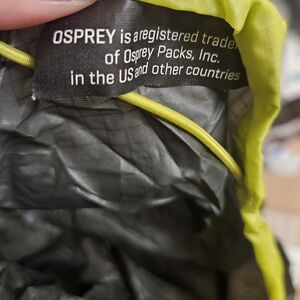 OSPREY is a registered trade
of Osprey Packs, Inc.
in the US and other countries